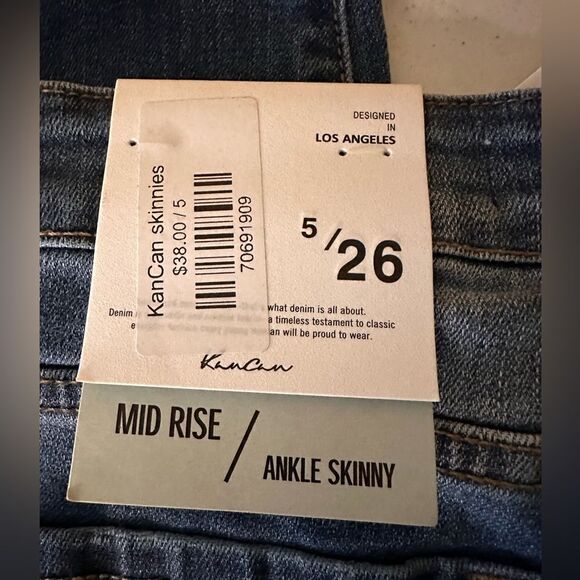 DESIGNED
IN
LOS ANGELES
KanCan skinnies
$38.00 / 5
70691909
5/26
what denim is all about.
Denim a timeless testament to classic
an will be proud to wear.
KanCan
MID RISE / ANKLE SKINNY